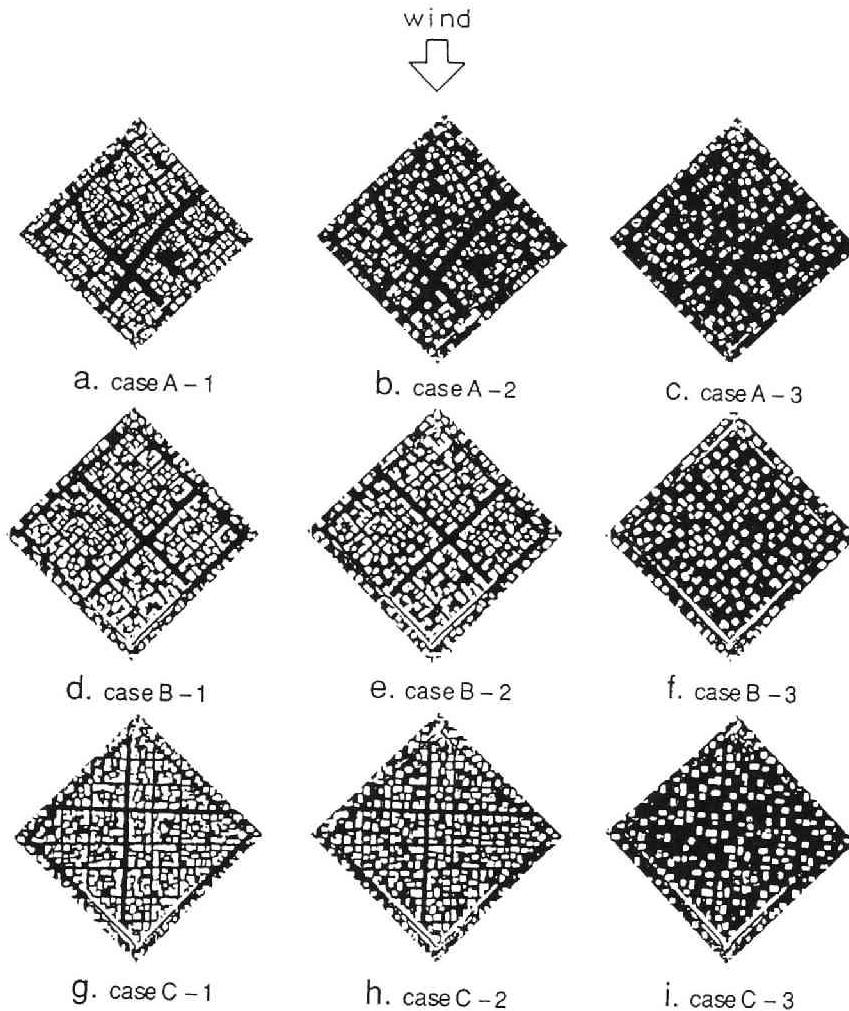 wind
a. case A – 1 b. case A – 2 c. case A – 3
d. case B – 1 e. case B – 2 f. case B – 3
g. case C – 1 h. case C – 2 i. case C – 3